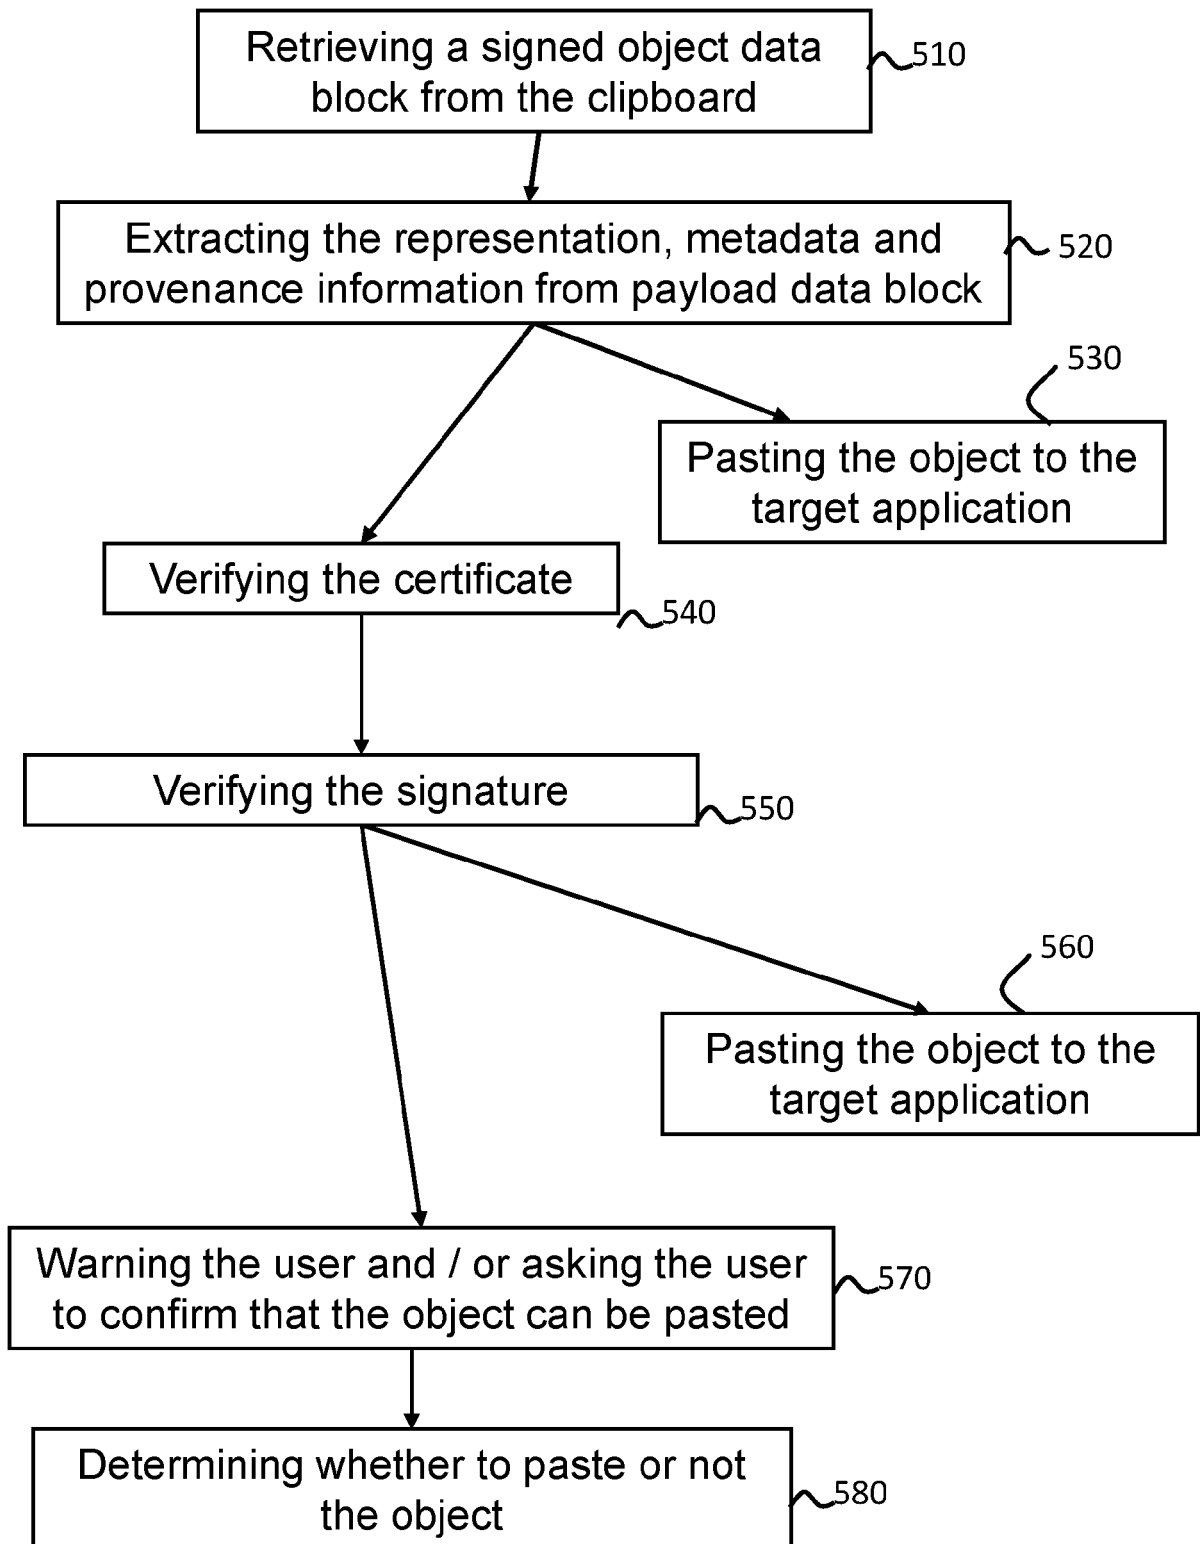 Retrieving a signed object data
block from the clipboard
510
Extracting the representation, metadata and
provenance information from payload data block
520
530
Pasting the object to the
target application
Verifying the certificate
540
Verifying the signature
550
560
Pasting the object to the
target application
Warning the user and / or asking the user
to confirm that the object can be pasted
570
Determining whether to paste or not
the object
580